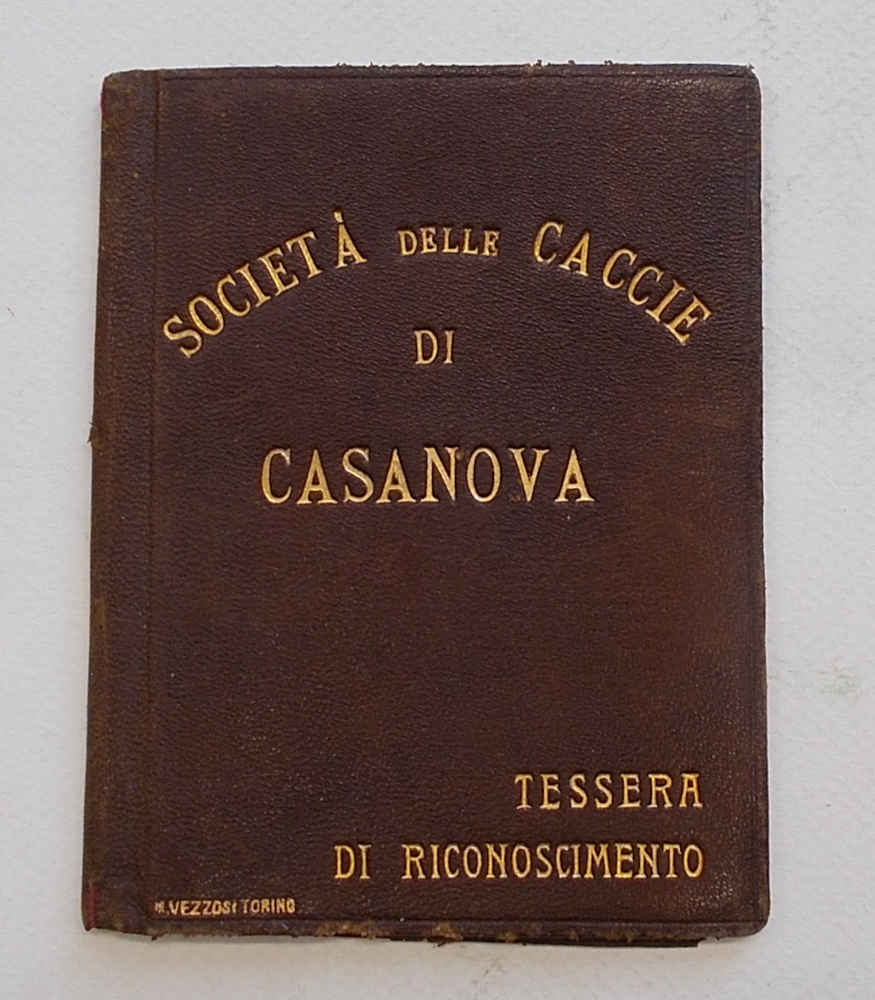 SOCIETÀ DELLE CACCIE
DI
CASANOVA
TESSERA
DI RICONOSCIMENTO
M. VEZZOSI TORINO